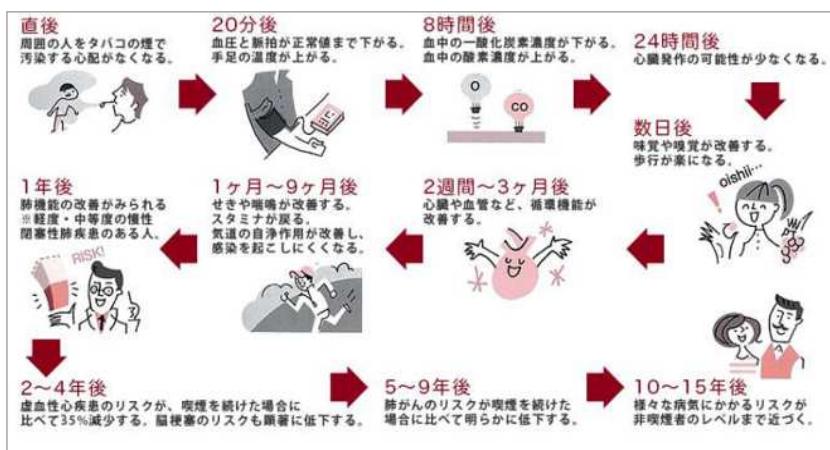 直後
周囲の人をタバコの煙で
汚染する心配がなくなる。
20分後
血圧と脈拍が正常値まで下がる。
手足の温度が上がる。
8時間後
血中の一酸化炭素濃度が下がる。
血中の酸素濃度が上がる。
O
CO
24時間後
心臓発作の可能性が少なくなる。
数日後
味覚や嗅覚が改善する。
歩行が楽になる。
oishii…
2週間〜3ヶ月後
心臓や血管など、循環機能が
改善する。
1ヶ月〜9ヶ月後
せきや喘鳴が改善する。
スタミナが戻る。
気道の自浄作用が改善し、
感染を起こしにくくなる。
1年後
肺機能の改善がみられる
※軽度・中等度の慢性
閉塞性肺疾患のある人。
RISK!
2〜4年後
虚血性心疾患のリスクが、喫煙を続けた場合に
比べて35%減少する。脳梗塞のリスクも顕著に低下する。
5〜9年後
肺がんのリスクが喫煙を続けた
場合に比べて明らかに低下する。
10〜15年後
様々な病気にかかるリスクが
非喫煙者のレベルまで近づく。